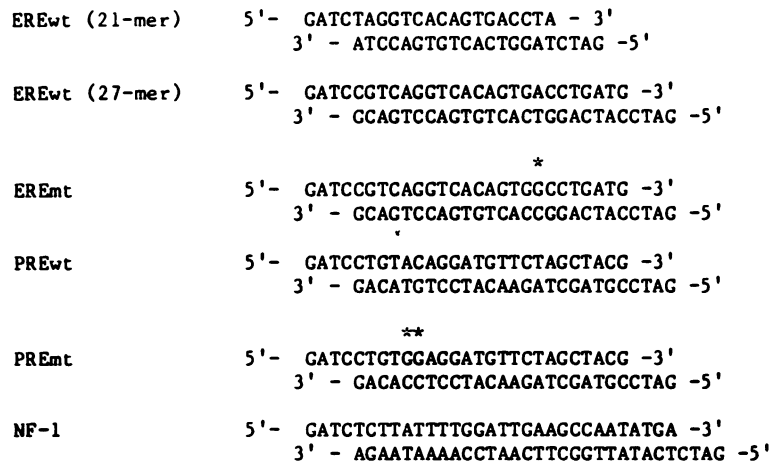 EREwt (21-mer) 5'- GATCTAGGTCACAGTGACCTA - 3'
3' - ATCCAGTGTCACTGGATCTAG -5'
EREwt (27-mer) 5'- GATCCGTCAGGTCACAGTGACCTGATG -3'
3' - GCAGTCCAGTGTCACTGGACTACCTAG -5'
*
EREmt 5'- GATCCGTCAGGTCACAGTGGCCTGATG -3'
3' - GCAGTCCAGTGTCACCGGACTACCTAG -5'
PREwt 5'- GATCCTGTACAGGATGTTCTAGCTACG -3'
3' - GACATGTCCTACAAGATCGATGCCTAG -5'
**
PREmt 5'- GATCCTGTGGAGGATGTTCTAGCTACG -3'
3' - GACACCTCCTACAAGATCGATGCCTAG -5'
NF-1 5'- GATCTCTTATTTTGGATTGAAGCCAATATGA -3'
3' - AGAATAAAACCTAACTTCGGTTATACTCTAG -5'